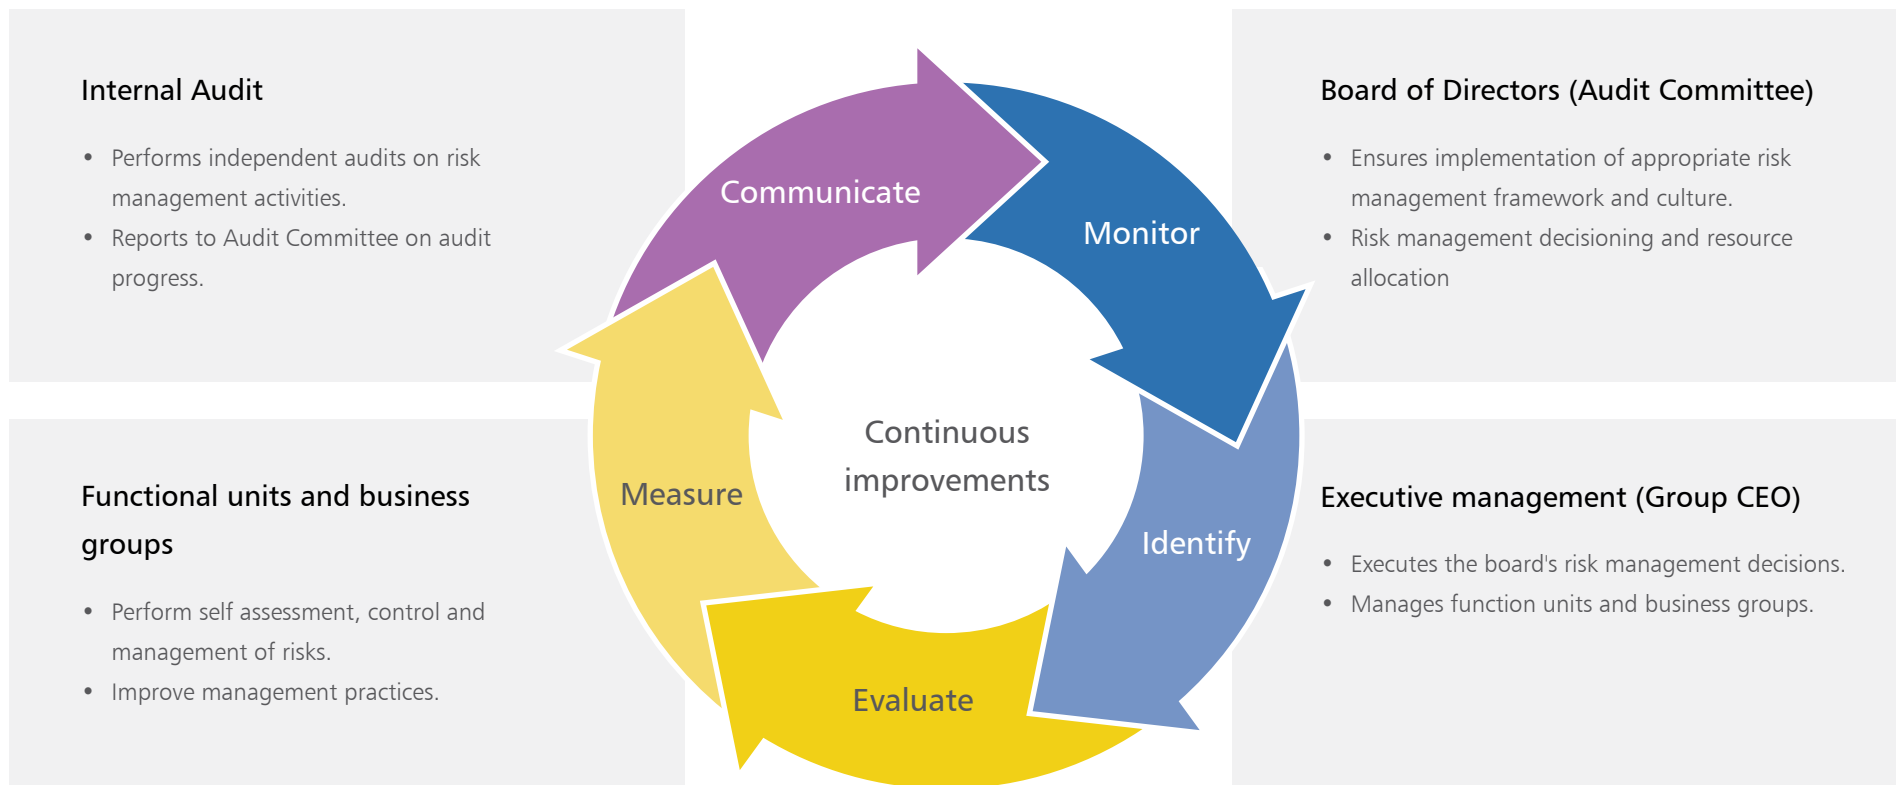 Internal Audit
• Performs independent audits on risk
management activities.
• Reports to Audit Committee on audit
progress.
Board of Directors (Audit Committee)
• Ensures implementation of appropriate risk
management framework and culture.
• Risk management decisioning and resource
allocation
Functional units and business
groups
• Perform self assessment, control and
management of risks.
• Improve management practices.
Executive management (Group CEO)
• Executes the board's risk management decisions.
• Manages function units and business groups.
Communicate
Monitor
Identify
Evaluate
Measure
Continuous
improvements